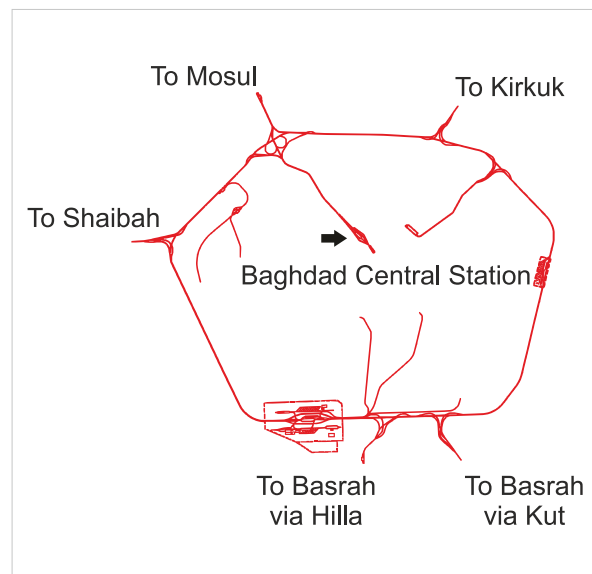 To Mosul
To Kirkuk
To Shaibah
Baghdad Central Station
To Basrah
via Hilla
To Basrah
via Kut